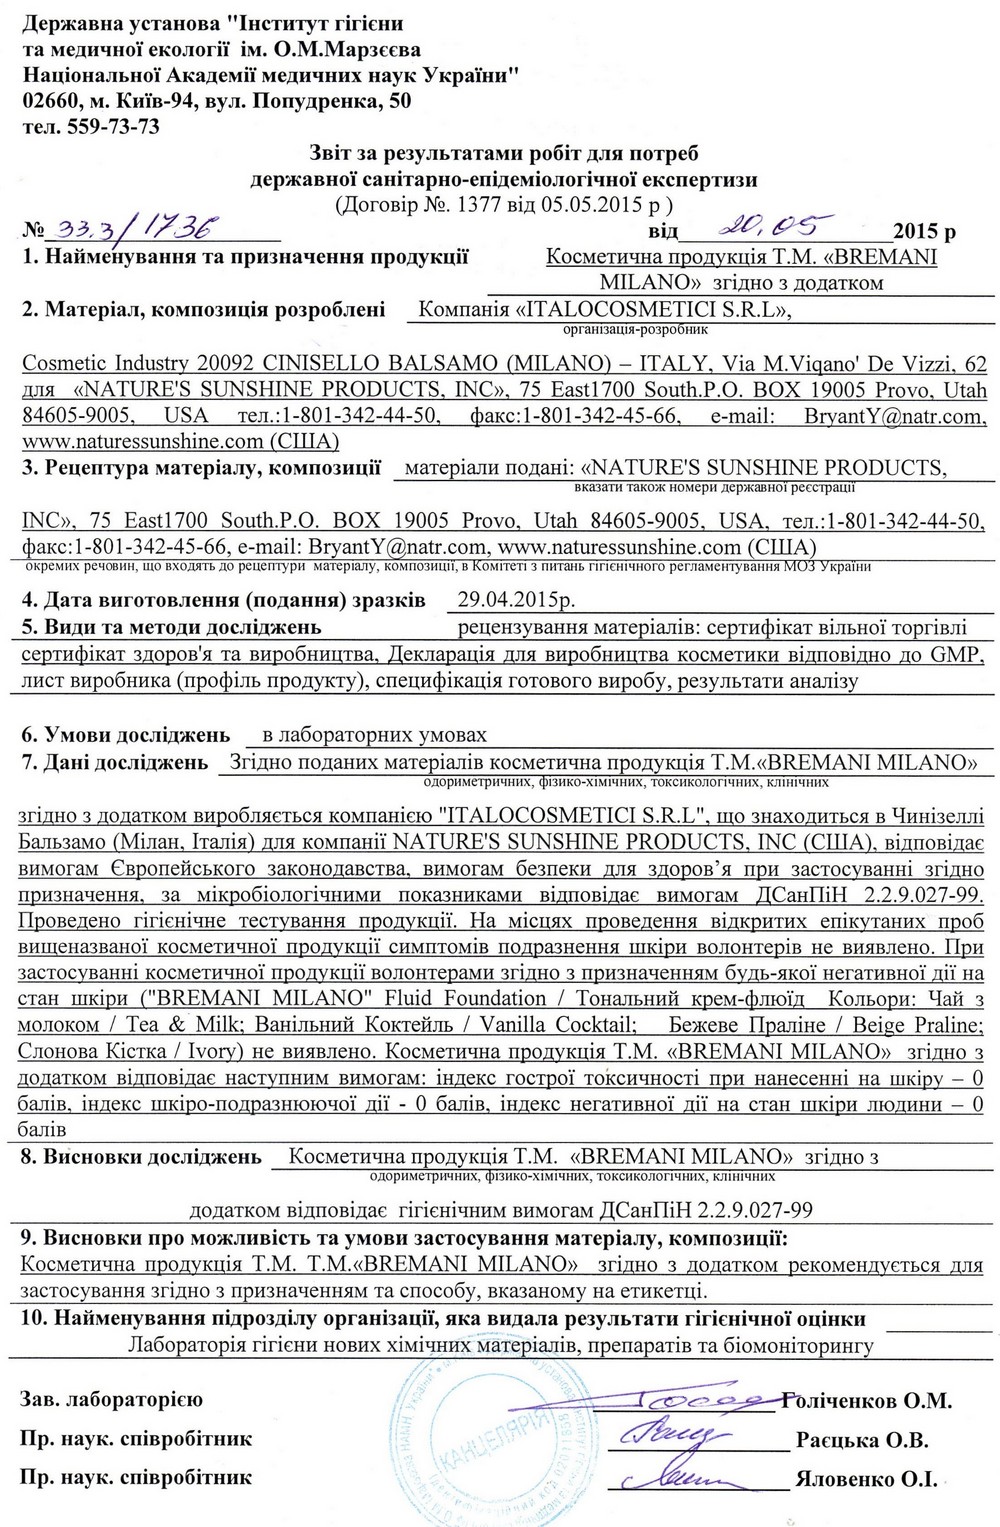 Державна установа "Інститут гігієни
та медичної екології ім. О.М.Марзєєва
Національної Академії медичних наук України"
02660, м. Київ-94, вул. Попудренка, 50
тел. 559-73-73
Звіт за результатами робіт для потреб
державної санітарно-епідеміологічної експертизи
(Договір №. 1377 від 05.05.2015 р )
№ 33.3/1736 від 20.05 2015 р
1. Найменування та призначення продукції Косметична продукція Т.М. «BREMANI
MILANO» згідно з додатком
2. Матеріал, композиція розроблені Компанія «ITALOCOSMETICI S.R.L»,
організація-розробник
Cosmetic Industry 20092 CINISELLO BALSAMO (MILANO) – ITALY, Via M.Viqano' De Vizzi, 62
для «NATURE'S SUNSHINE PRODUCTS, INC», 75 East1700 South.P.O. BOX 19005 Provo, Utah
84605-9005, USA тел.:1-801-342-44-50, факс:1-801-342-45-66, e-mail: BryantY@natr.com,
www.naturessunshine.com (США)
3. Рецептура матеріалу, композиції матеріали подані: «NATURE'S SUNSHINE PRODUCTS,
вказати також номери державної реєстрації
INC», 75 East1700 South.P.O. BOX 19005 Provo, Utah 84605-9005, USA, тел.:1-801-342-44-50,
факс:1-801-342-45-66, e-mail: BryantY@natr.com, www.naturessunshine.com (США)
окремих речовин, що входять до рецептури матеріалу, композиції, в Комітеті з питань гігієнічного регламентування МОЗ України
4. Дата виготовлення (подання) зразків 29.04.2015р.
5. Види та методи досліджень рецензування матеріалів: сертифікат вільної торгівлі
сертифікат здоров'я та виробництва, Декларація для виробництва косметики відповідно до GMP,
лист виробника (профіль продукту), специфікація готового виробу, результати аналізу
6. Умови досліджень в лабораторних умовах
7. Дані досліджень Згідно поданих матеріалів косметична продукція Т.М.«BREMANI MILANO»
одориметричних, фізико-хімічних, токсикологічних, клінічних
згідно з додатком виробляється компанією "ITALOCOSMETICI S.R.L", що знаходиться в Чинізеллі
Бальзамо (Мілан, Італія) для компанії NATURE'S SUNSHINE PRODUCTS, INC (США), відповідає
вимогам Європейського законодавства, вимогам безпеки для здоров’я при застосуванні згідно
призначення, за мікробіологічними показниками відповідає вимогам ДСанПіН 2.2.9.027-99.
Проведено гігієнічне тестування продукції. На місцях проведення відкритих епікутаних проб
вищеназваної косметичної продукції симптомів подразнення шкіри волонтерів не виявлено. При
застосуванні косметичної продукції волонтерами згідно з призначенням будь-якої негативної дії на
стан шкіри ("BREMANI MILANO" Fluid Foundation / Тональний крем-флюїд Кольори: Чай з
молоком / Tea & Milk; Ванільний Коктейль / Vanilla Cocktail; Бежеве Праліне / Beige Praline;
Слонова Кістка / Ivory) не виявлено. Косметична продукція Т.М. «BREMANI MILANO» згідно з
додатком відповідає наступним вимогам: індекс гострої токсичності при нанесенні на шкіру – 0
балів, індекс шкіро-подразнюючої дії - 0 балів, індекс негативної дії на стан шкіри людини – 0
балів
8. Висновки досліджень Косметична продукція Т.М. «BREMANI MILANO» згідно з
одориметричних, фізико-хімічних, токсикологічних, клінічних
додатком відповідає гігієнічним вимогам ДСанПіН 2.2.9.027-99
9. Висновки про можливість та умови застосування матеріалу, композиції:
Косметична продукція Т.М. Т.М.«BREMANI MILANO» згідно з додатком рекомендується для
застосування згідно з призначенням та способу, вказаному на етикетці.
10. Найменування підрозділу організації, яка видала результати гігієнічної оцінки
Лабораторія гігієни нових хімічних матеріалів, препаратів та біомоніторингу
Зав. лабораторією Голіченков О.М.
Пр. наук. співробітник Раєцька О.В.
Пр. наук. співробітник Яловенко О.І.
КАНЦЕЛЯРІЯ